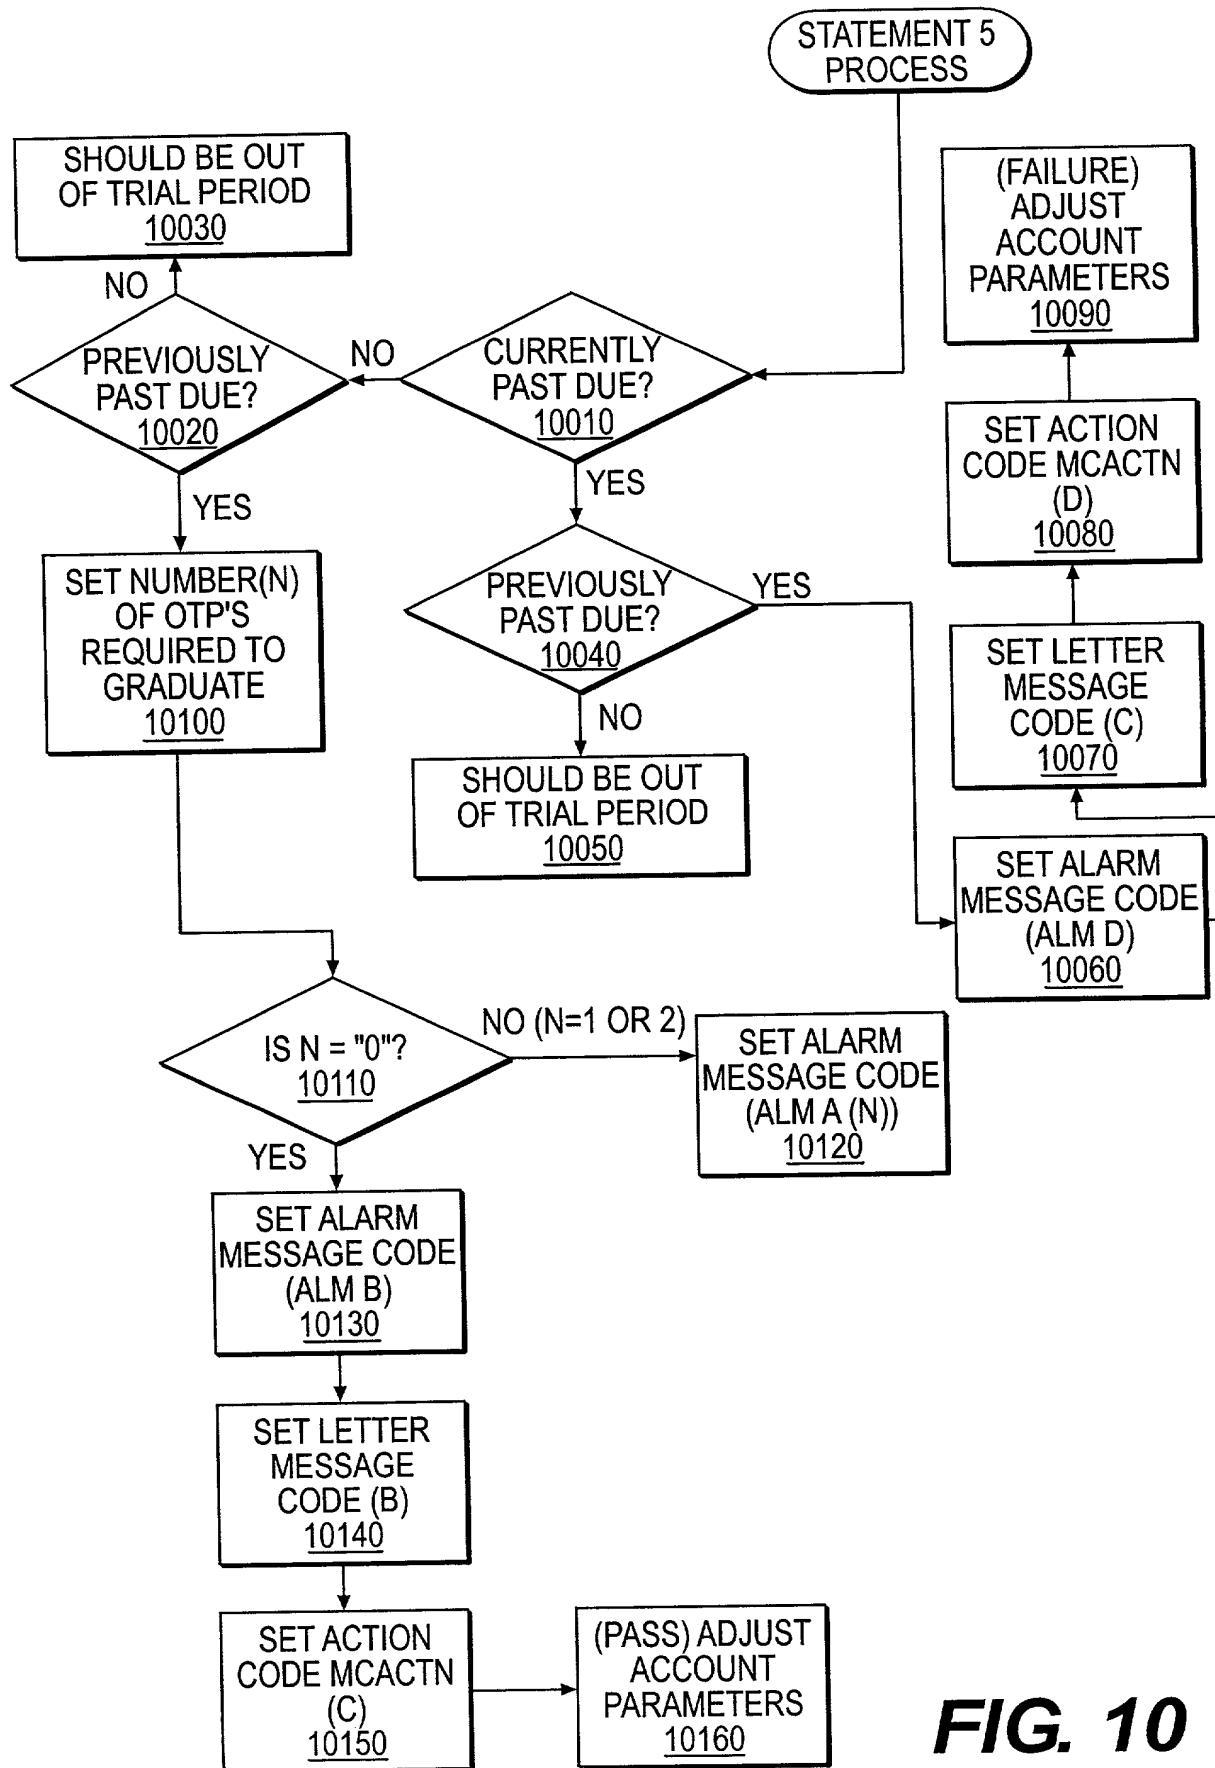 STATEMENT 5
PROCESS
SHOULD BE OUT
OF TRIAL PERIOD
10030
NO
PREVIOUSLY
PAST DUE?
10020
NO
CURRENTLY
PAST DUE?
10010
YES
YES
(FAILURE)
ADJUST
ACCOUNT
PARAMETERS
10090
SET ACTION
CODE MCACTN
(D)
10080
SET NUMBER(N)
OF OTP'S
REQUIRED TO
GRADUATE
10100
PREVIOUSLY
PAST DUE?
10040
YES
NO
SET LETTER
MESSAGE
CODE (C)
10070
SHOULD BE OUT
OF TRIAL PERIOD
10050
SET ALARM
MESSAGE CODE
(ALM D)
10060
IS N = "0"?
10110
NO (N=1 OR 2)
SET ALARM
MESSAGE CODE
(ALM A (N))
10120
YES
SET ALARM
MESSAGE CODE
(ALM B)
10130
SET LETTER
MESSAGE
CODE (B)
10140
SET ACTION
CODE MCACTN
(C)
10150
(PASS) ADJUST
ACCOUNT
PARAMETERS
10160
FIG. 10